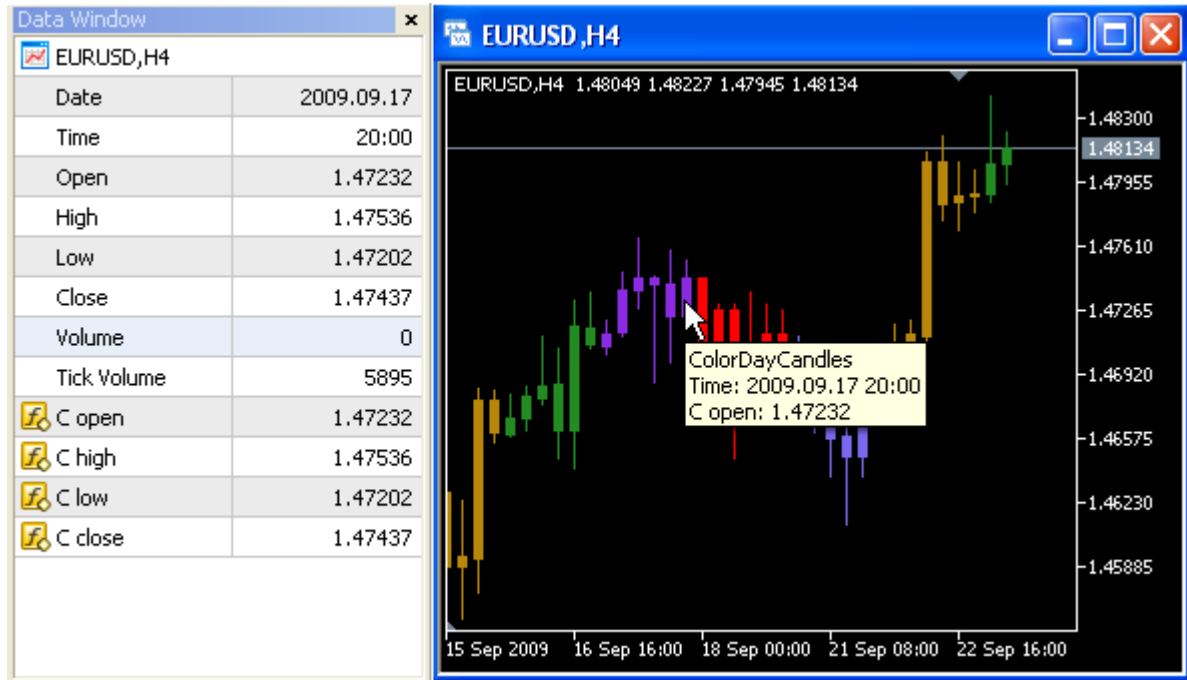 Data Window
EURUSD,H4
Date 2009.09.17
Time 20:00
Open 1.47232
High 1.47536
Low 1.47202
Close 1.47437
Volume 0
Tick Volume 5895
C open 1.47232
C high 1.47536
C low 1.47202
C close 1.47437
EURUSD,H4
EURUSD,H4 1.48049 1.48227 1.47945 1.48134
1.48300
1.48134
1.47955
1.47610
1.47265
1.46920
1.46575
1.46230
1.45885
ColorDayCandles
Time: 2009.09.17 20:00
C open: 1.47232
15 Sep 2009 16 Sep 16:00 18 Sep 00:00 21 Sep 08:00 22 Sep 16:00